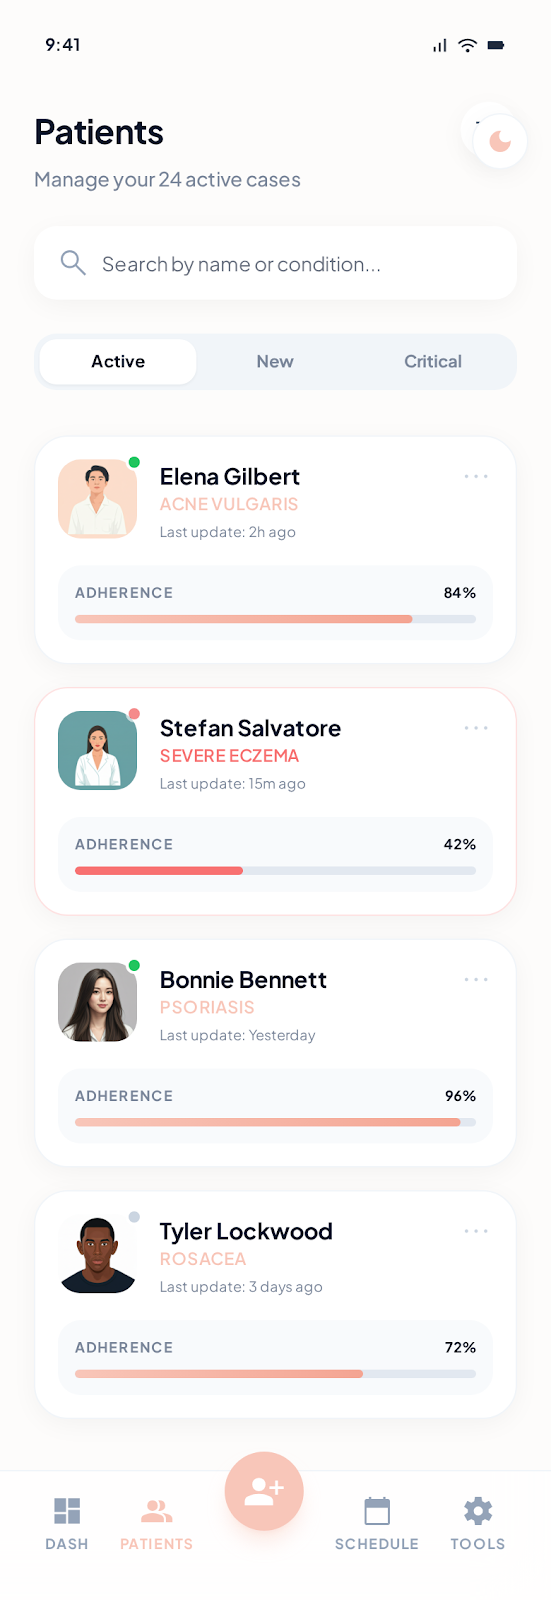 9:41
Patients
Manage your 24 active cases
Search by name or condition...
Active New Critical
Elena Gilbert
ACNE VULGARIS
Last update: 2h ago
ADHERENCE 84%
Stefan Salvatore
SEVERE ECZEMA
Last update: 15m ago
ADHERENCE 42%
Bonnie Bennett
PSORIASIS
Last update: Yesterday
ADHERENCE 96%
Tyler Lockwood
ROSACEA
Last update: 3 days ago
ADHERENCE 72%
DASH PATIENTS SCHEDULE TOOLS